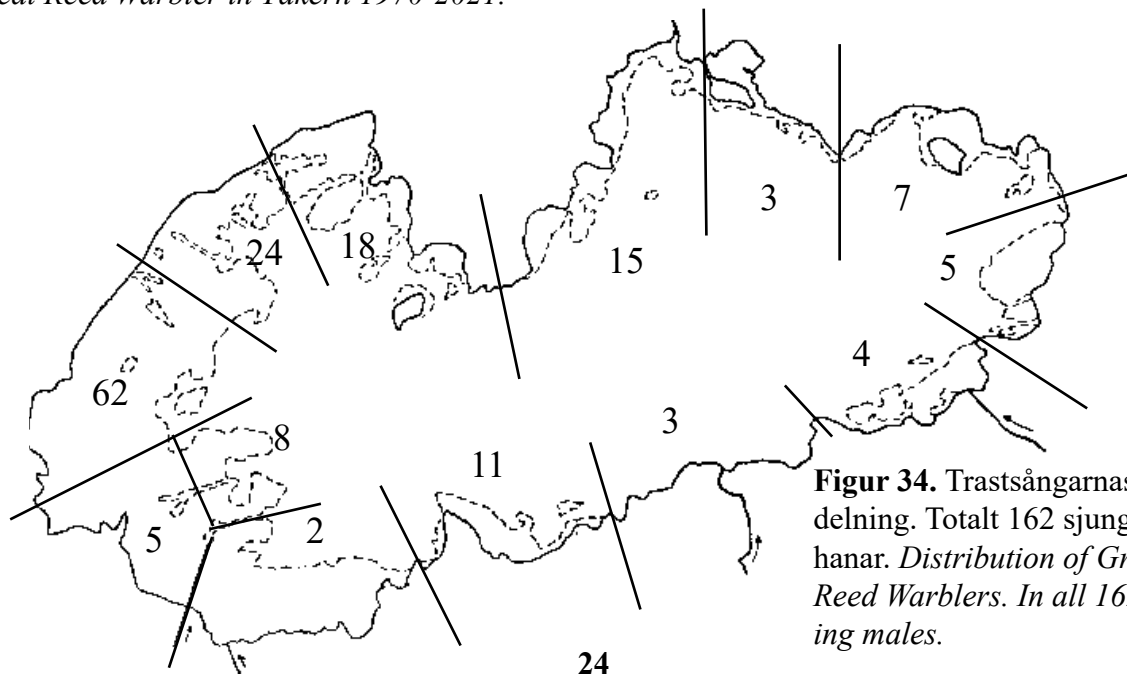 eat Reed Warbler in Tåkern 1970-2021.
3
7
24
18
15
5
4
62
3
8
11
5
2
Figur 34. Trastsångarnas
delning. Totalt 162 sjung
hanar. Distribution of Gr
Reed Warblers. In all 16
ing males.
24